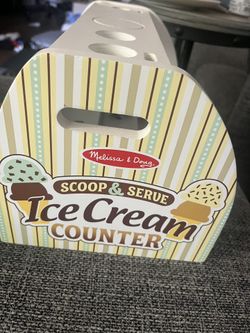 Melissa & Doug
SCOOP & SERVE
Ice Cream
COUNTER